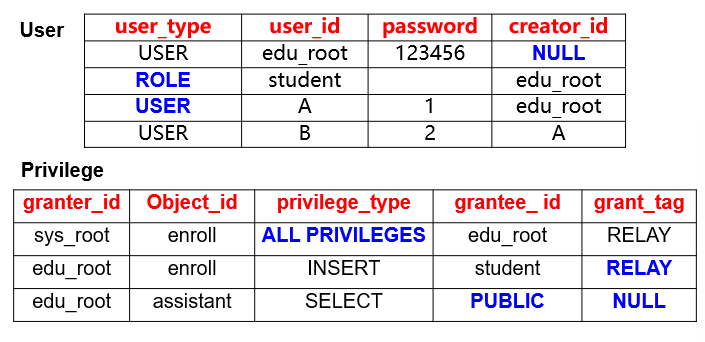 User
user_type user_id password creator_id
USER edu_root 123456 NULL
ROLE student edu_root
USER A 1 edu_root
USER B 2 A
Privilege
granter_id Object_id privilege_type grantee_ id grant_tag
sys_root enroll ALL PRIVILEGES edu_root RELAY
edu_root enroll INSERT student RELAY
edu_root assistant SELECT PUBLIC NULL